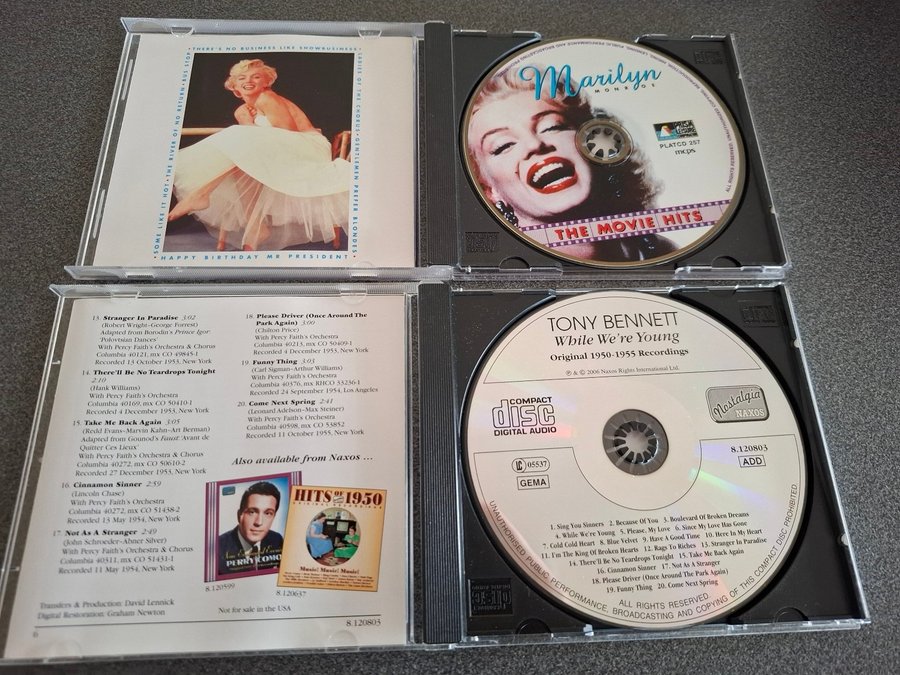 • THERE'S NO BUSINESS LIKE SHOWBUSINESS •
LADIES OF THE CHORUS • GENTLEMEN PREFER BLONDES •
• HAPPY BIRTHDAY MR PRESIDENT •
SOME LIKE IT HOT • THE RIVER OF NO RETURN • BUS STOP
Marilyn
MONROE
PLATCD 257
mcps
THE MOVIE HITS
13. Stranger In Paradise 3:02
(Robert Wright-George Forrest)
Adapted from Borodin's Prince Igor:
'Polovtsian Dances'
With Percy Faith's Orchestra & Chorus
Columbia 40121, mx CO 49845-1
Recorded 13 October 1953, New York
14. There'll Be No Teardrops Tonight
2:10
(Hank Williams)
With Percy Faith's Orchestra
Columbia 40169, mx CO 50410-1
Recorded 4 December 1953, New York
15. Take Me Back Again 3:05
(Redd Evans-Marvin Kahn-Art Berman)
Adapted from Gounod's Faust: 'Avant de
Quitter Ces Lieux
With Percy Faith's Orchestra & Chorus
Columbia 40272, mx CO 50610-2
Recorded 27 December 1953, New York
16. Cinnamon Sinner 2:59
(Lincoln Chase)
With Percy Faith's Orchestra
Columbia 40272, mx CO 51438-2
Recorded 13 May 1954, New York
17. Not As A Stranger 2:49
(John Schroeder-Abner Silver)
With Percy Faith's Orchestra & Chorus
Columbia 40311, mx CO 51431-1
Recorded 11 May 1954, New York
Transfers & Production: David Lennick
Digital Restoration: Graham Newton
6
18. Please Driver (Once Around The
Park Again) 3:00
(Chilton Price)
With Percy Faith's Orchestra
Columbia 40213, mx CO 50409-1
Recorded 4 December 1953, New York
19. Funny Thing 3:03
(Carl Sigman-Arthur Williams)
With Percy Faith's Orchestra
Columbia 40376, mx RHCO 33236-1
Recorded 24 September 1954, Los Angeles
20. Come Next Spring 2:41
(Leonard Adelson-Max Steiner)
Columbia 40598, mx CO 53852
Recorded 11 October 1955, New York
Also available from Naxos ...
PERRY COMO
8.120599
HITS OF 1950
Music! Music! Music!
8.120637
Not for sale in the USA
8.120803
TONY BENNETT
While We're Young
Original 1950-1955 Recordings
℗ & © 2006 Naxos Rights International Ltd.
COMPACT
disc
DIGITAL AUDIO
Nostalgia
NAXOS
LC 05537
GEMA
8.120803
ADD
1. Sing You Sinners 2. Because Of You 3. Boulevard Of Broken Dreams
4. While We're Young 5. Please, My Love 6. Since My Love Has Gone
7. Cold Cold Heart 8. Blue Velvet 9. Have A Good Time 10. Here In My Heart
11. I'm The King Of Broken Hearts 12. Rags To Riches 13. Stranger In Paradise
14. There'll Be No Teardrops Tonight 15. Take Me Back Again
16. Cinnamon Sinner 17. Not As A Stranger
18. Please Driver (Once Around The Park Again)
19. Funny Thing 20. Come Next Spring
ALL RIGHTS RESERVED.
UNAUTHORISED PUBLIC PERFORMANCE, BROADCASTING AND COPYING OF THIS COMPACT DISC PROHIBITED